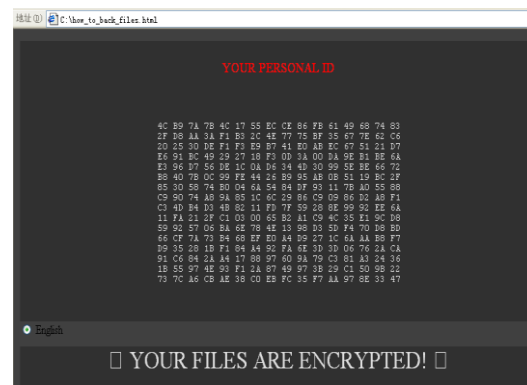 地址(D) C:\how_to_back_files.html
YOUR PERSONAL ID
4C B9 7A 7B 4C 17 55 EC CE 86 FB 61 49 68 74 83
2F D8 AA 3A F1 B3 2C 4E 77 75 BF 35 67 7E 62 C6
20 25 30 DE F1 F3 E9 B7 41 E0 AB EC 67 51 21 D7
E6 91 BC 49 29 27 18 F3 0D 3A 00 DA 9E B1 BE 6A
E3 96 D7 56 DE 1C 0A D6 34 4D 30 99 5E BE 66 72
B8 40 7B 0C 99 FE 44 26 B9 95 AB 0B 51 19 BC 2F
85 30 58 74 B0 04 6A 54 84 DF 93 11 7B A0 55 88
C9 90 74 A8 9A 85 1C 6C 29 86 C9 09 86 D2 A8 F1
C3 4D B4 D3 4B 82 11 FD 7F 59 28 8E 99 92 EE 6A
11 FA 21 2F C1 03 00 65 B2 A1 C9 4C 35 E1 9C D8
59 92 57 06 BA 6E 78 4E 13 98 D3 5D F4 70 D8 BD
66 CF 7A 73 B4 68 EF E0 A4 D9 27 1C 6A AA B8 F7
D9 35 28 1B F1 84 A4 92 FA 6E 3D 3D 06 76 2A CA
91 C6 84 2A A4 17 88 97 60 9A 79 C3 81 A3 24 36
1B 55 97 4E 93 F1 2A 87 49 97 3B 29 C1 50 9B 22
73 7C A6 CB AE 38 C0 EB FC 35 F7 AA 97 8E 33 47
English
YOUR FILES ARE ENCRYPTED!